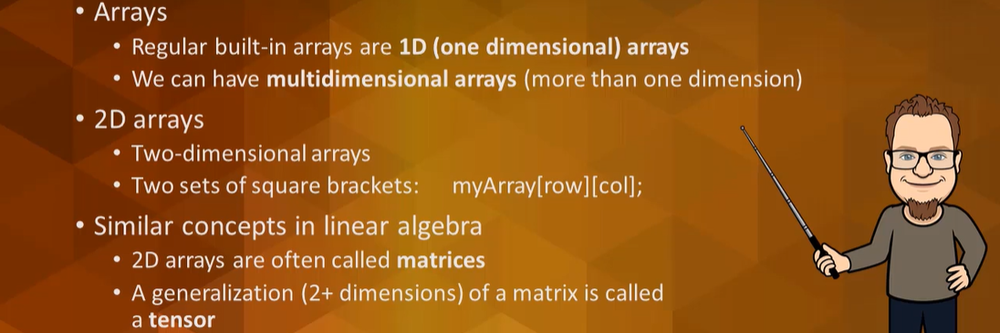 • Arrays
• Regular built-in arrays are 1D (one dimensional) arrays
• We can have multidimensional arrays (more than one dimension)
• 2D arrays
• Two-dimensional arrays
• Two sets of square brackets: myArray[row][col];
• Similar concepts in linear algebra
• 2D arrays are often called matrices
• A generalization (2+ dimensions) of a matrix is called
a tensor